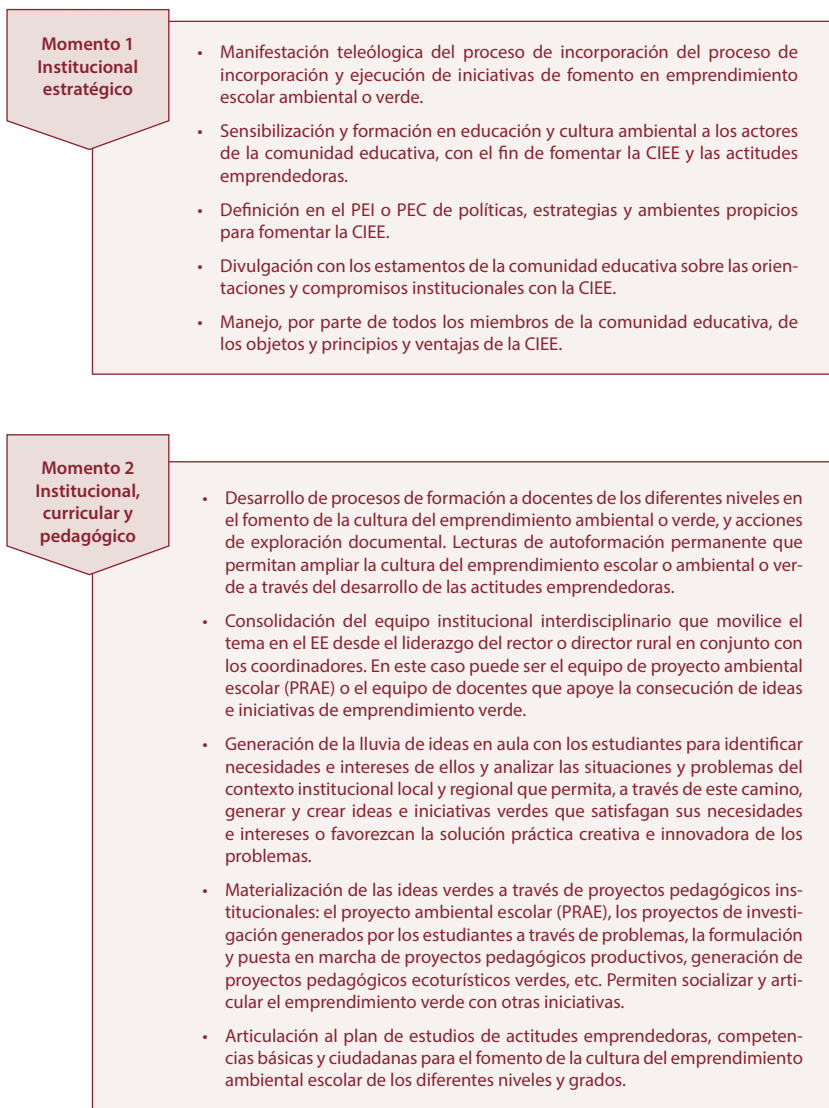 Momento 1
Institucional
estratégico
• Manifestación teleólogica del proceso de incorporación del proceso de
incorporación y ejecución de iniciativas de fomento en emprendimiento
escolar ambiental o verde.
• Sensibilización y formación en educación y cultura ambiental a los actores
de la comunidad educativa, con el fin de fomentar la CIEE y las actitudes
emprendedoras.
• Definición en el PEI o PEC de políticas, estrategias y ambientes propicios
para fomentar la CIEE.
• Divulgación con los estamentos de la comunidad educativa sobre las orien-
taciones y compromisos institucionales con la CIEE.
• Manejo, por parte de todos los miembros de la comunidad educativa, de
los objetos y principios y ventajas de la CIEE.
Momento 2
Institucional,
curricular y
pedagógico
• Desarrollo de procesos de formación a docentes de los diferentes niveles en
el fomento de la cultura del emprendimiento ambiental o verde, y acciones
de exploración documental. Lecturas de autoformación permanente que
permitan ampliar la cultura del emprendimiento escolar o ambiental o ver-
de a través del desarrollo de las actitudes emprendedoras.
• Consolidación del equipo institucional interdisciplinario que movilice el
tema en el EE desde el liderazgo del rector o director rural en conjunto con
los coordinadores. En este caso puede ser el equipo de proyecto ambiental
escolar (PRAE) o el equipo de docentes que apoye la consecución de ideas
e iniciativas de emprendimiento verde.
• Generación de la lluvia de ideas en aula con los estudiantes para identificar
necesidades e intereses de ellos y analizar las situaciones y problemas del
contexto institucional local y regional que permita, a través de este camino,
generar y crear ideas e iniciativas verdes que satisfagan sus necesidades
e intereses o favorezcan la solución práctica creativa e innovadora de los
problemas.
• Materialización de las ideas verdes a través de proyectos pedagógicos ins-
titucionales: el proyecto ambiental escolar (PRAE), los proyectos de investi-
gación generados por los estudiantes a través de problemas, la formulación
y puesta en marcha de proyectos pedagógicos productivos, generación de
proyectos pedagógicos ecoturísticos verdes, etc. Permiten socializar y arti-
cular el emprendimiento verde con otras iniciativas.
• Articulación al plan de estudios de actitudes emprendedoras, competen-
cias básicas y ciudadanas para el fomento de la cultura del emprendimiento
ambiental escolar de los diferentes niveles y grados.